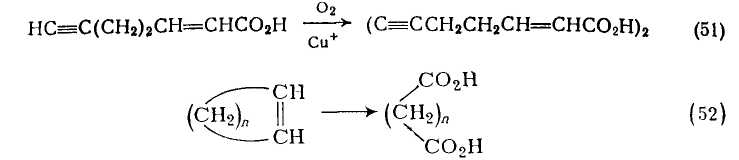 HC≡C(CH₂)₂CH=CHCO₂H O₂ Cu⁺ (C≡CCH₂CH₂CH=CHCO₂H)₂ (51)
CH CO₂H
(CH₂)ₙ (CH₂)ₙ (52)
CH CO₂H